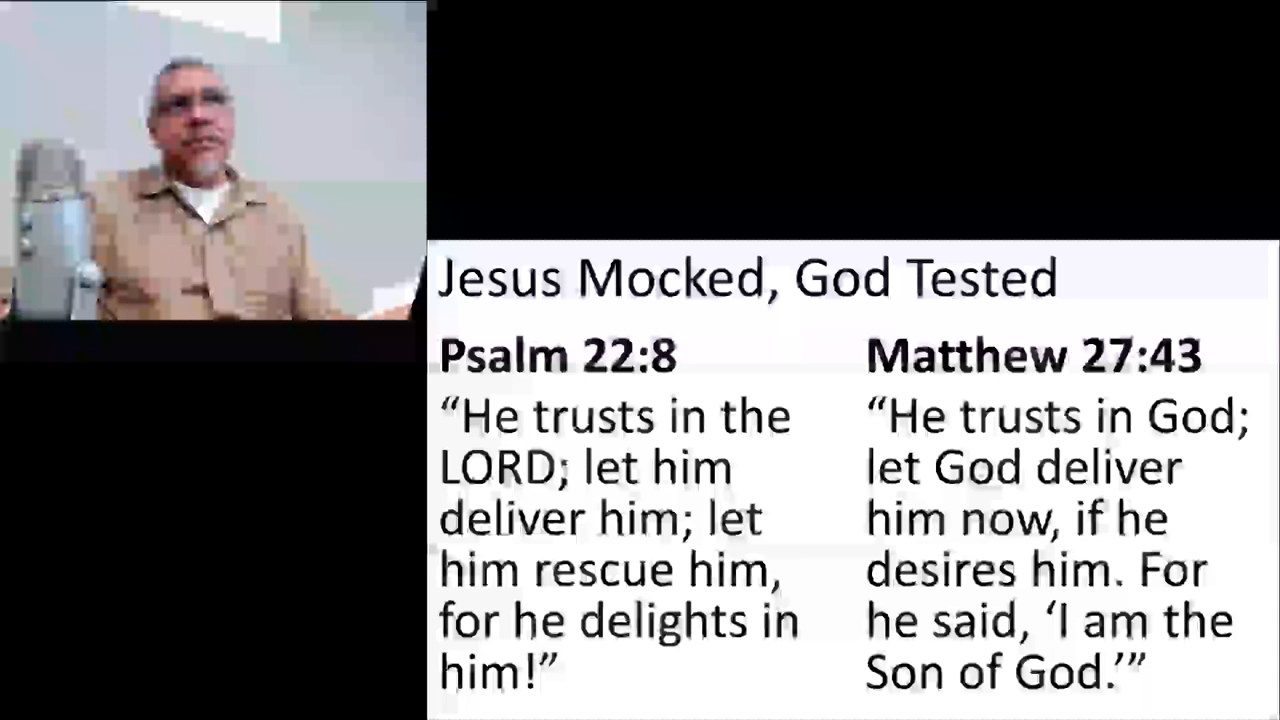 Jesus Mocked, God Tested
Psalm 22:8
“He trusts in the
LORD; let him
deliver him; let
him rescue him,
for he delights in
him!”
Matthew 27:43
“He trusts in God;
let God deliver
him now, if he
desires him. For
he said, ‘I am the
Son of God.’”